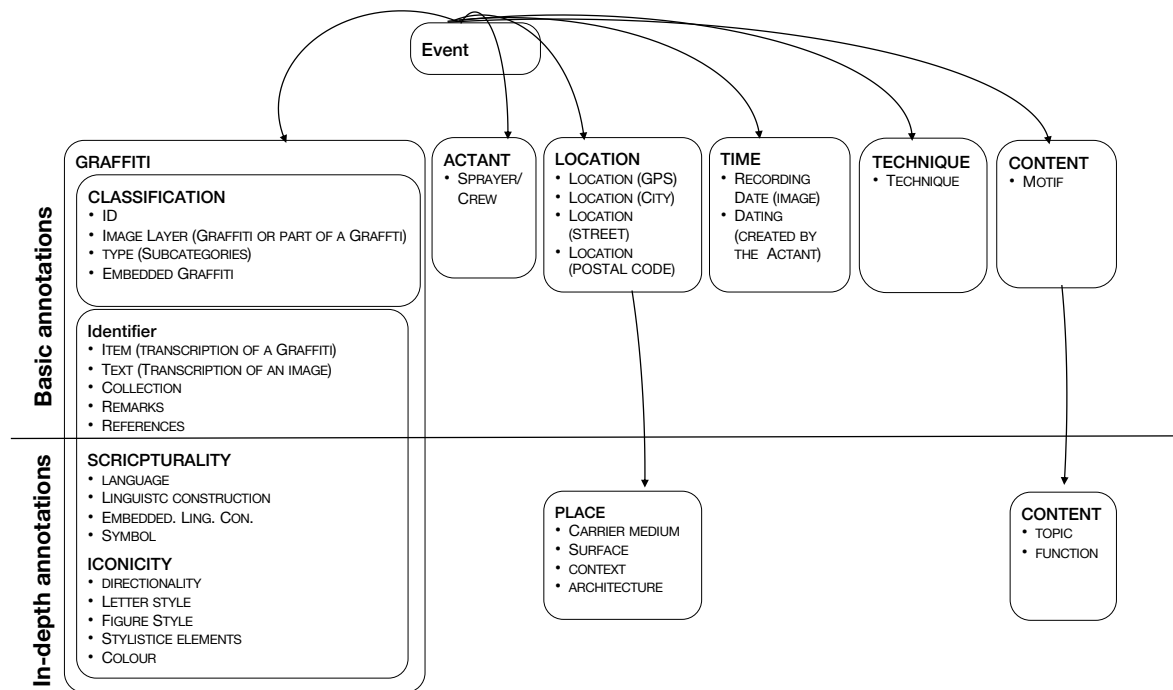 Event
Basic annotations
GRAFFITI
CLASSIFICATION
• ID
• Image Layer (Graffiti or part of a Graffti)
• type (Subcategories)
• Embedded Graffiti
Identifier
• Item (transcription of a Graffiti)
• Text (Transcription of an image)
• Collection
• Remarks
• References
ACTANT
• Sprayer/
Crew
LOCATION
• Location (GPS)
• Location (City)
• Location
(street)
• Location
(postal code)
TIME
• Recording
Date (image)
• Dating
(created by
the Actant)
TECHNIQUE
• Technique
CONTENT
• Motif
In-depth annotations
SCRICPTURALITY
• language
• Linguistc construction
• Embedded. Ling. Con.
• Symbol
ICONICITY
• directionality
• Letter style
• Figure Style
• Stylistice elements
• Colour
PLACE
• Carrier medium
• Surface
• context
• architecture
CONTENT
• topic
• function